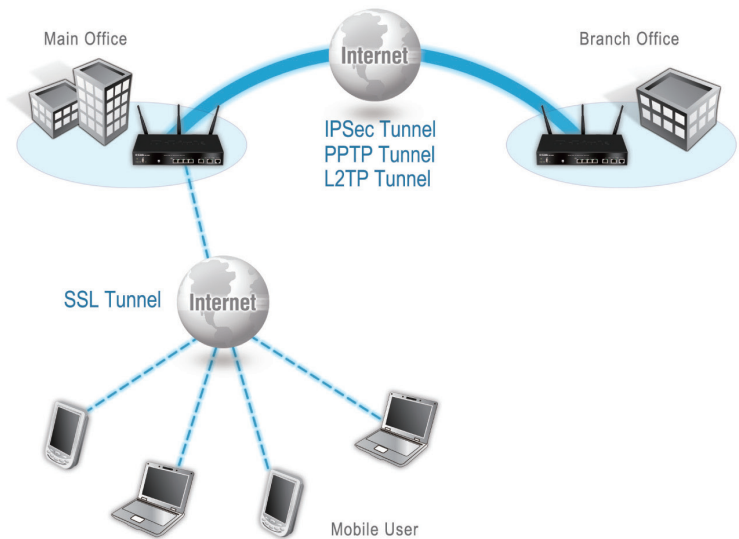 Main Office
Internet
Branch Office
IPSec Tunnel
PPTP Tunnel
L2TP Tunnel
SSL Tunnel
Internet
Mobile User